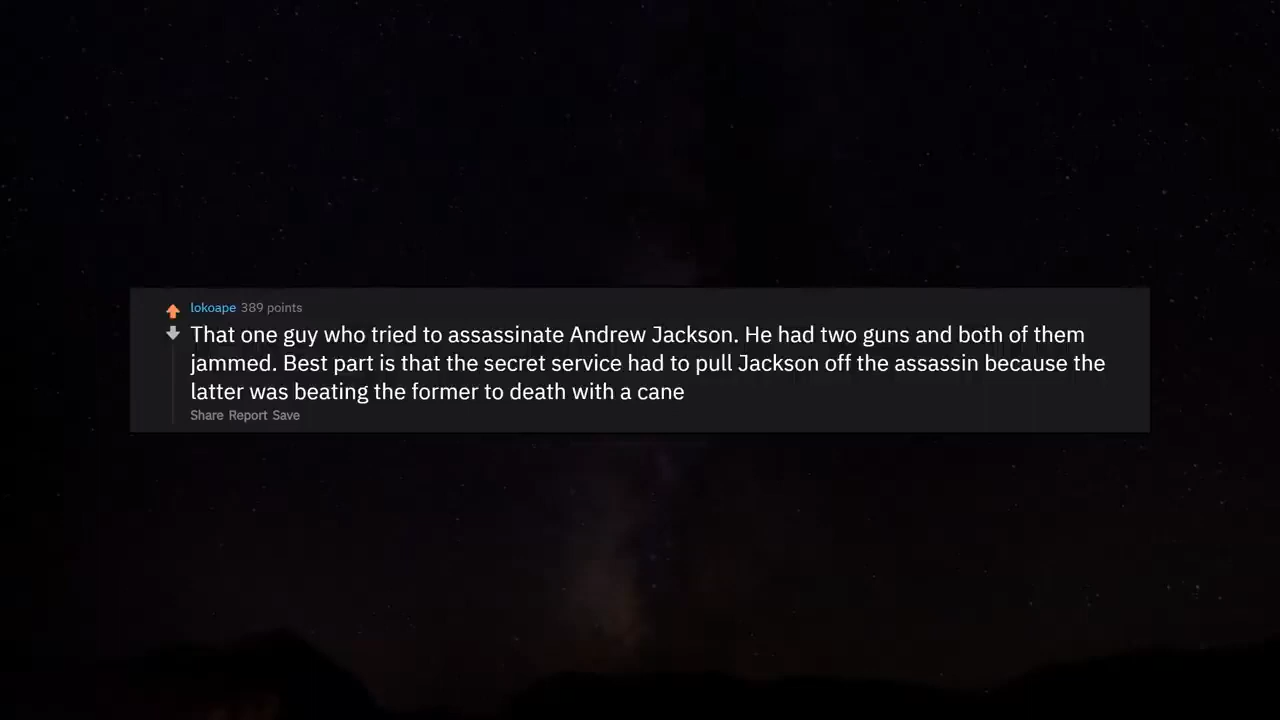 lokoape 389 points
That one guy who tried to assassinate Andrew Jackson. He had two guns and both of them
jammed. Best part is that the secret service had to pull Jackson off the assassin because the
latter was beating the former to death with a cane
Share Report Save